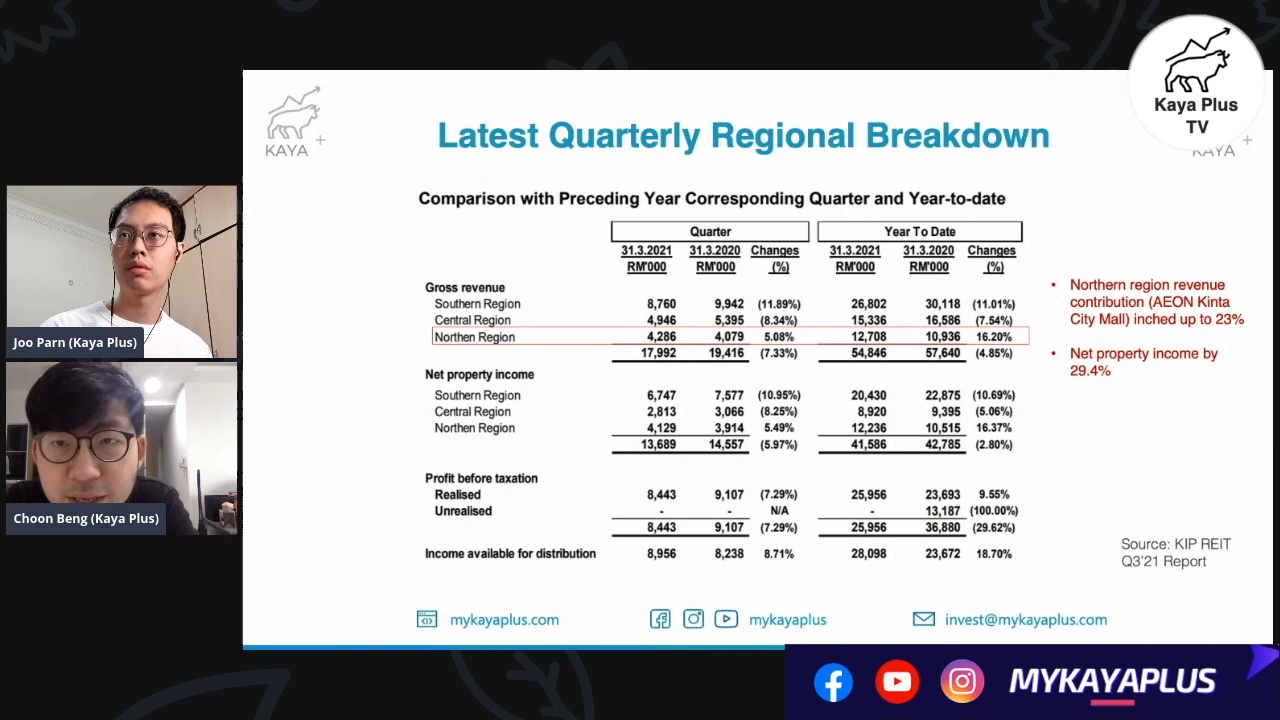 Kaya Plus
TV
KAYA
+
KAYA
+
Latest Quarterly Regional Breakdown
Comparison with Preceding Year Corresponding Quarter and Year-to-date
Quarter Year To Date
31.3.2021 31.3.2020 Changes 31.3.2021 31.3.2020 Changes
RM'000 RM'000 (%) RM'000 RM'000 (%)
Gross revenue
Southern Region 8,760 9,942 (11.89%) 26,802 30,118 (11.01%)
Central Region 4,946 5,395 (8.34%) 15,336 16,586 (7.54%)
Northen Region 4,286 4,079 5.08% 12,708 10,936 16.20%
17,992 19,416 (7.33%) 54,846 57,640 (4.85%)
Net property income
Southern Region 6,747 7,577 (10.95%) 20,430 22,875 (10.69%)
Central Region 2,813 3,066 (8.25%) 8,920 9,395 (5.06%)
Northen Region 4,129 3,914 5.49% 12,236 10,515 16.37%
13,689 14,557 (5.97%) 41,586 42,785 (2.80%)
Profit before taxation
Realised 8,443 9,107 (7.29%) 25,956 23,693 9.55%
Unrealised - - N/A - 13,187 (100.00%)
8,443 9,107 (7.29%) 25,956 36,880 (29.62%)
Income available for distribution 8,956 8,238 8.71% 28,098 23,672 18.70%
• Northern region revenue
contribution (AEON Kinta
City Mall) inched up to 23%
• Net property income by
29.4%
Source: KIP REIT
Q3'21 Report
Joo Parn (Kaya Plus)
Choon Beng (Kaya Plus)
mykayaplus.com mykayaplus invest@mykayaplus.com
MYKAYAPLUS